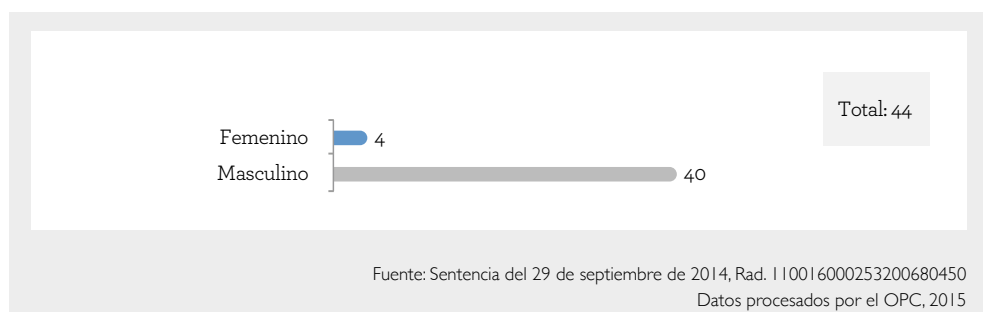 Total: 44
Femenino 4
Masculino 40
Fuente: Sentencia del 29 de septiembre de 2014, Rad. 110016000253200680450
Datos procesados por el OPC, 2015